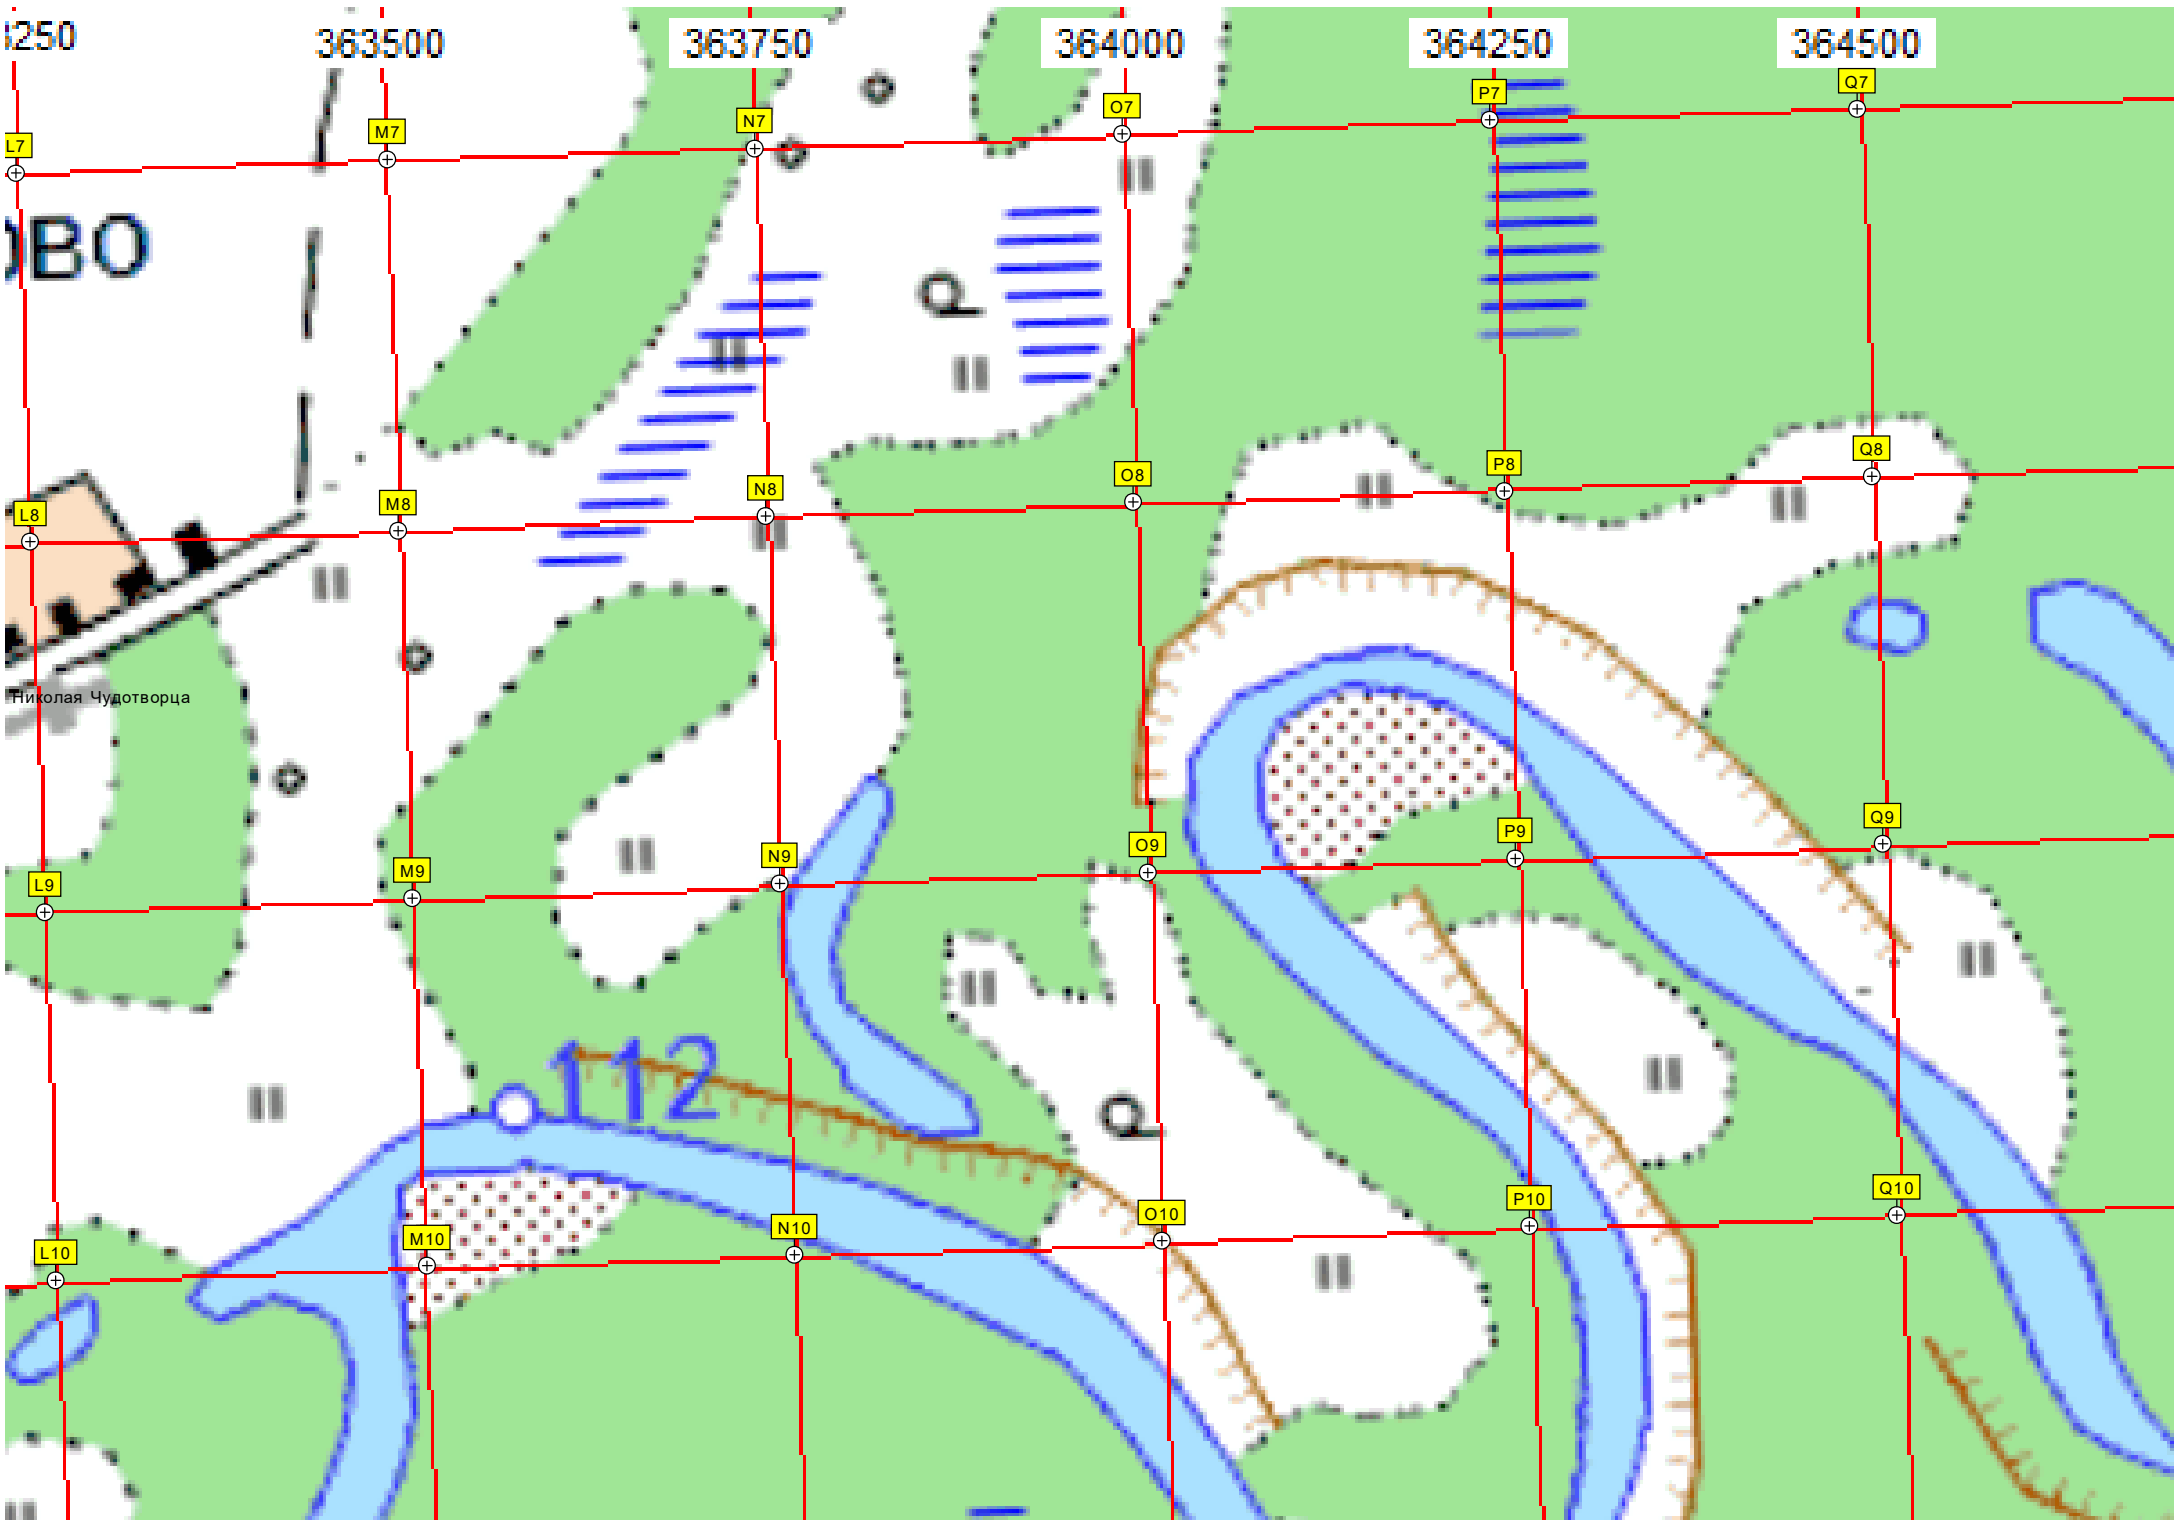 250 363500 363750 364000 364250 364500
L7 M7 N7 O7 P7 Q7
ОВО
L8 M8 N8 O8 P8 Q8
Николая Чудотворца
L9 M9 N9 O9 P9 Q9
112
L10 M10 N10 O10 P10 Q10